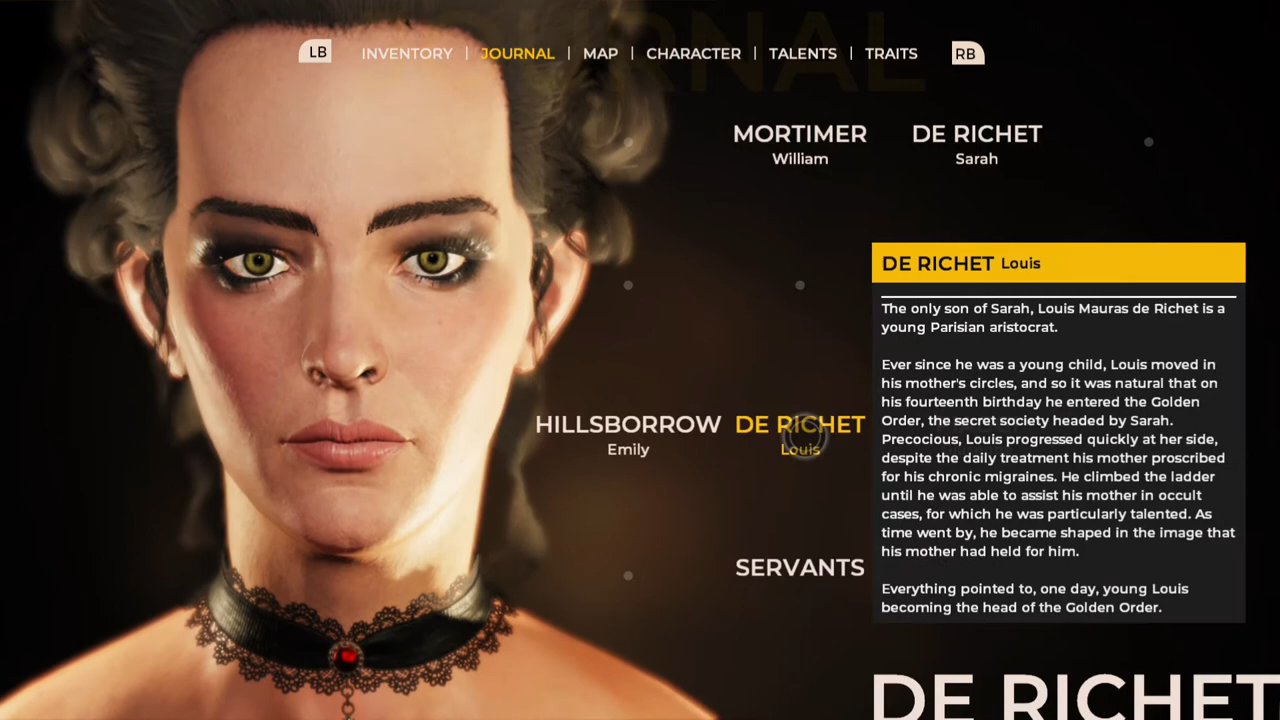 LB INVENTORY | JOURNAL | MAP | CHARACTER | TALENTS | TRAITS RB
MORTIMER DE RICHET
William Sarah
DE RICHET Louis
The only son of Sarah, Louis Mauras de Richet is a
young Parisian aristocrat.
Ever since he was a young child, Louis moved in
his mother's circles, and so it was natural that on
his fourteenth birthday he entered the Golden
Order, the secret society headed by Sarah.
Precocious, Louis progressed quickly at her side,
despite the daily treatment his mother proscribed
for his chronic migraines. He climbed the ladder
until he was able to assist his mother in occult
cases, for which he was particularly talented. As
time went by, he became shaped in the image that
his mother had held for him.
Everything pointed to, one day, young Louis
becoming the head of the Golden Order.
HILLSBORROW DE RICHET
Emily Louis
SERVANTS
DE RICHET